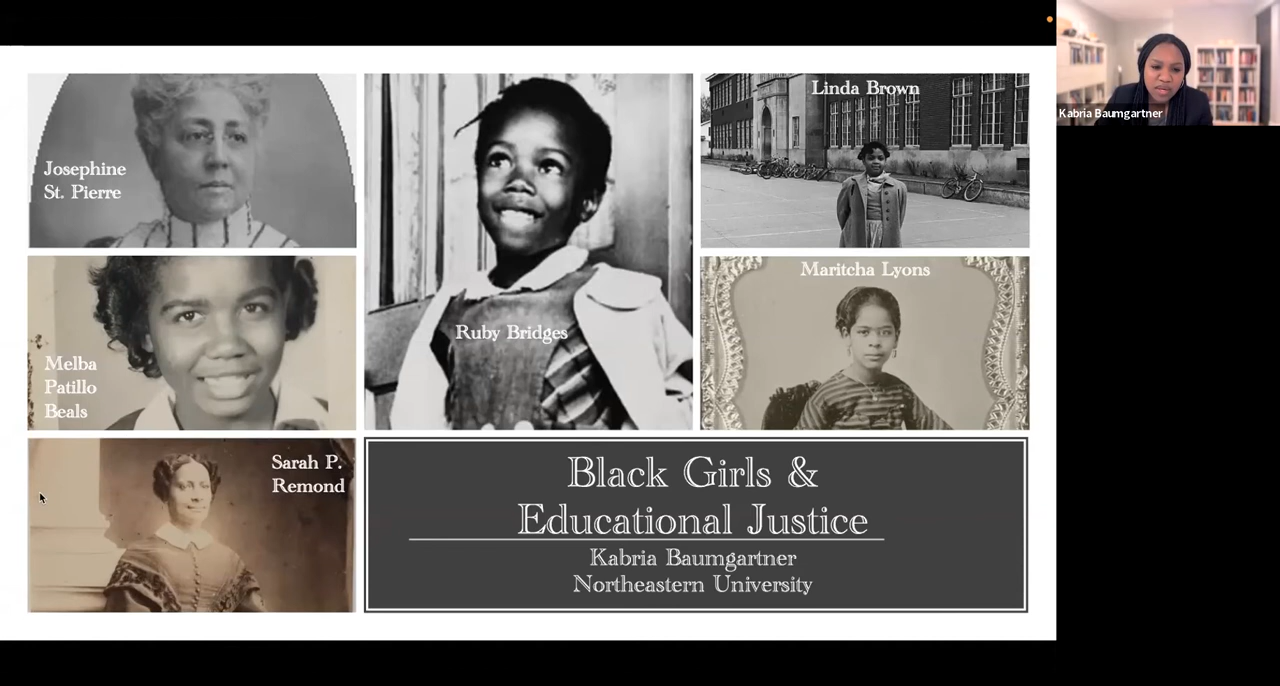 Josephine
St. Pierre
Ruby Bridges
Linda Brown
Melba
Patillo
Beals
Maritcha Lyons
Sarah P.
Remond
Black Girls &
Educational Justice
Kabria Baumgartner
Northeastern University
Kabria Baumgartner